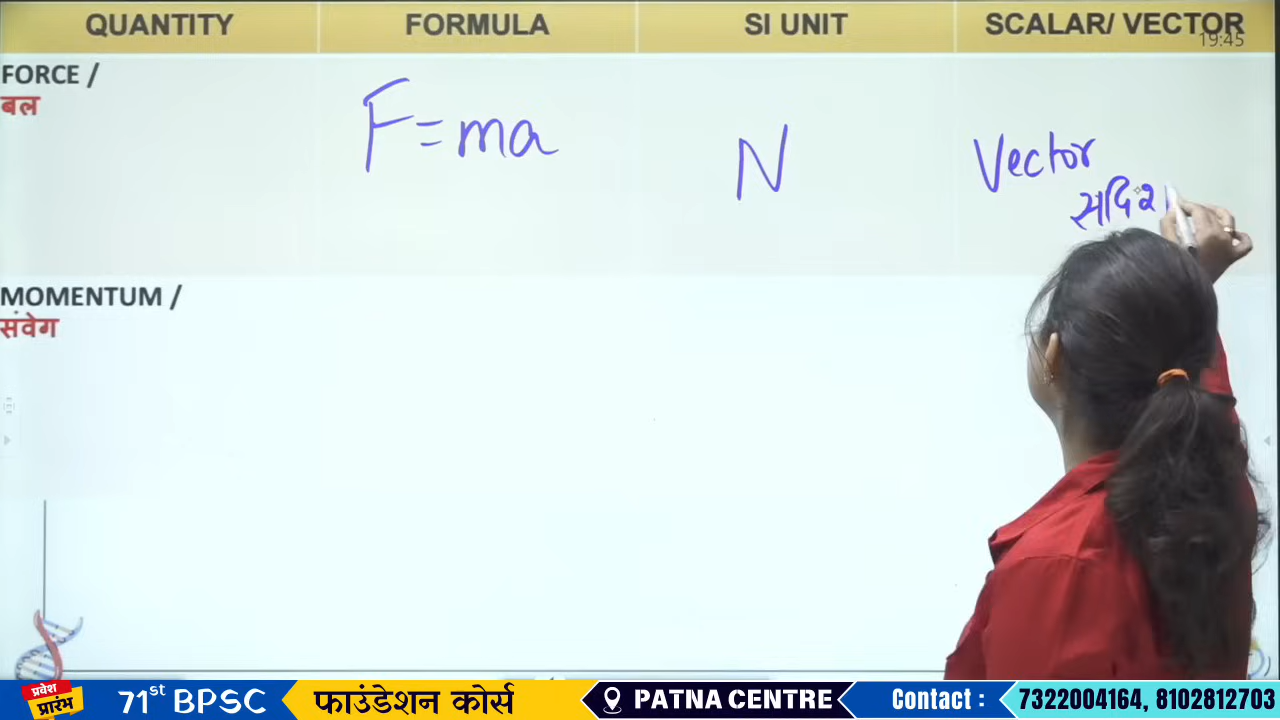 QUANTITY FORMULA SI UNIT SCALAR/ VECTOR
19:45
FORCE /
बल
F=ma
N
Vector
सदिश
MOMENTUM /
संवेग
प्रवेश
प्रारंभ
71st BPSC
फाउंडेशन कोर्स
PATNA CENTRE
Contact :
7322004164, 8102812703